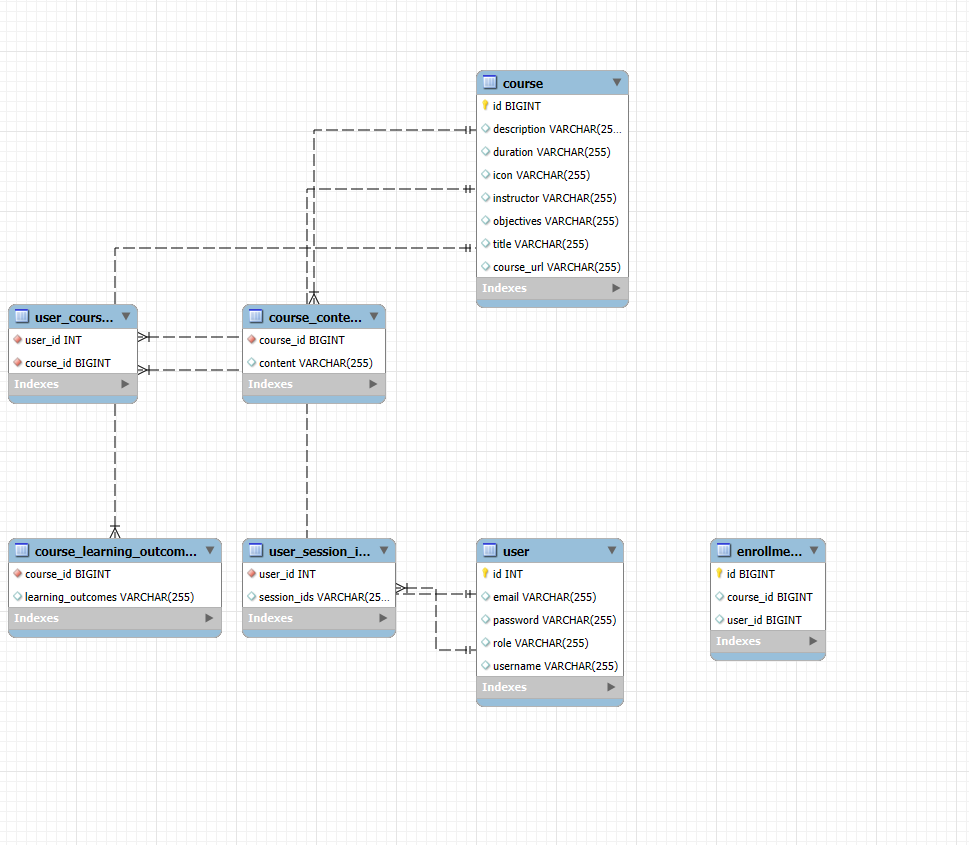 course
id BIGINT
description VARCHAR(25...
duration VARCHAR(255)
icon VARCHAR(255)
instructor VARCHAR(255)
objectives VARCHAR(255)
title VARCHAR(255)
course_url VARCHAR(255)
Indexes
user_cours...
user_id INT
course_id BIGINT
Indexes
course_conte...
course_id BIGINT
content VARCHAR(255)
Indexes
course_learning_outcom...
course_id BIGINT
learning_outcomes VARCHAR(255)
Indexes
user_session_i...
user_id INT
session_ids VARCHAR(25...
Indexes
user
id INT
email VARCHAR(255)
password VARCHAR(255)
role VARCHAR(255)
username VARCHAR(255)
Indexes
enrollme...
id BIGINT
course_id BIGINT
user_id BIGINT
Indexes